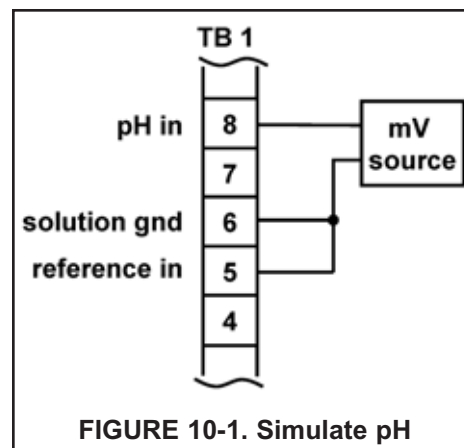 TB 1
pH in 8
mV
source
7
solution gnd 6
reference in 5
4
FIGURE 10-1. Simulate pH